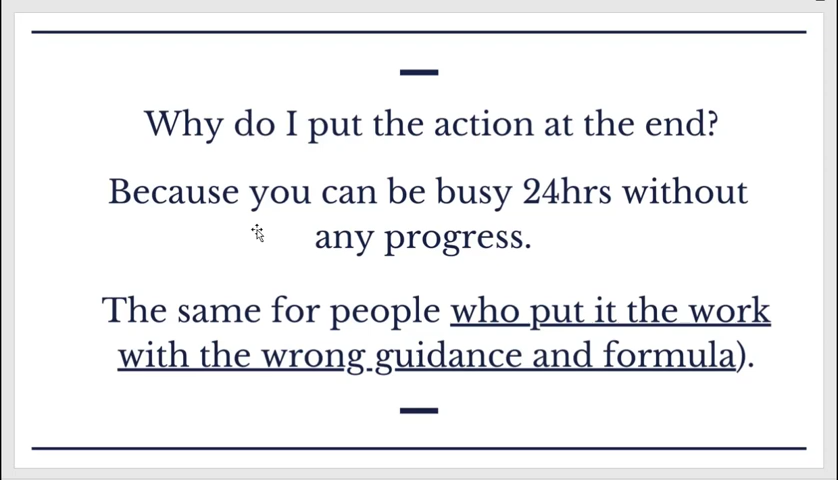 Why do I put the action at the end?
Because you can be busy 24hrs without
any progress.
The same for people who put it the work
with the wrong guidance and formula).